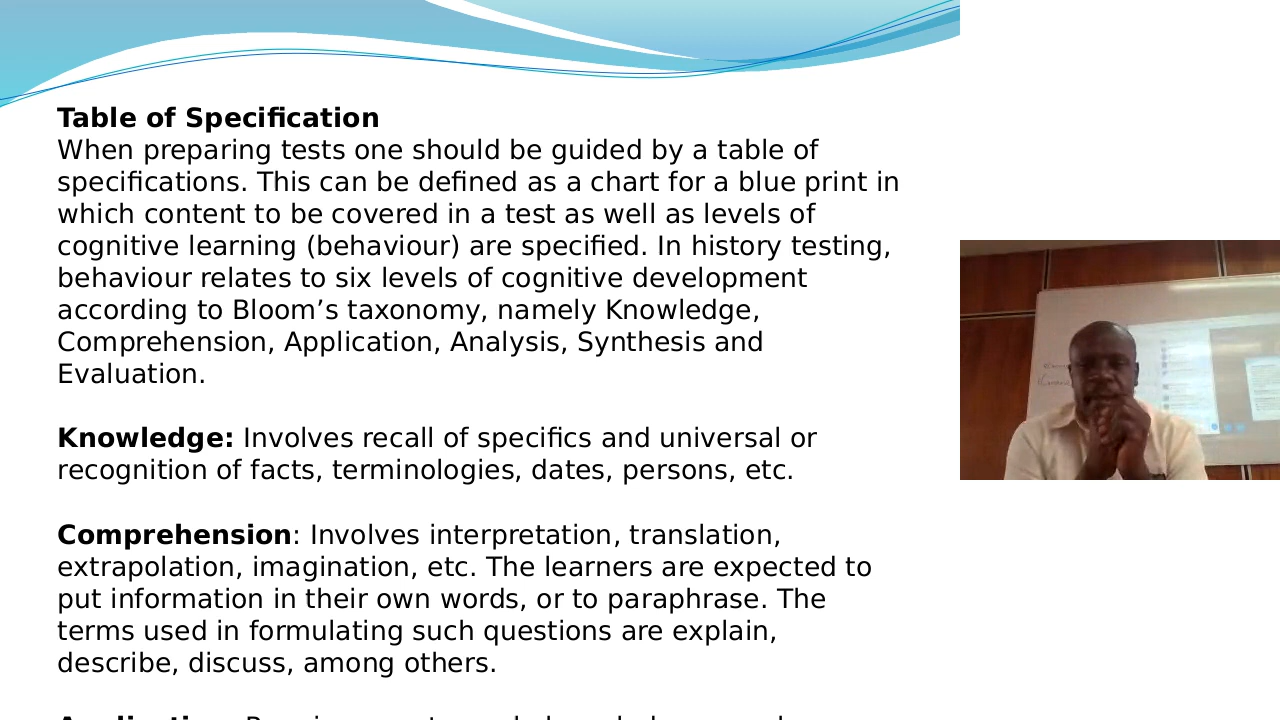 Table of Specification
When preparing tests one should be guided by a table of
specifications. This can be defined as a chart for a blue print in
which content to be covered in a test as well as levels of
cognitive learning (behaviour) are specified. In history testing,
behaviour relates to six levels of cognitive development
according to Bloom’s taxonomy, namely Knowledge,
Comprehension, Application, Analysis, Synthesis and
Evaluation.
Knowledge: Involves recall of specifics and universal or
recognition of facts, terminologies, dates, persons, etc.
Comprehension: Involves interpretation, translation,
extrapolation, imagination, etc. The learners are expected to
put information in their own words, or to paraphrase. The
terms used in formulating such questions are explain,
describe, discuss, among others.